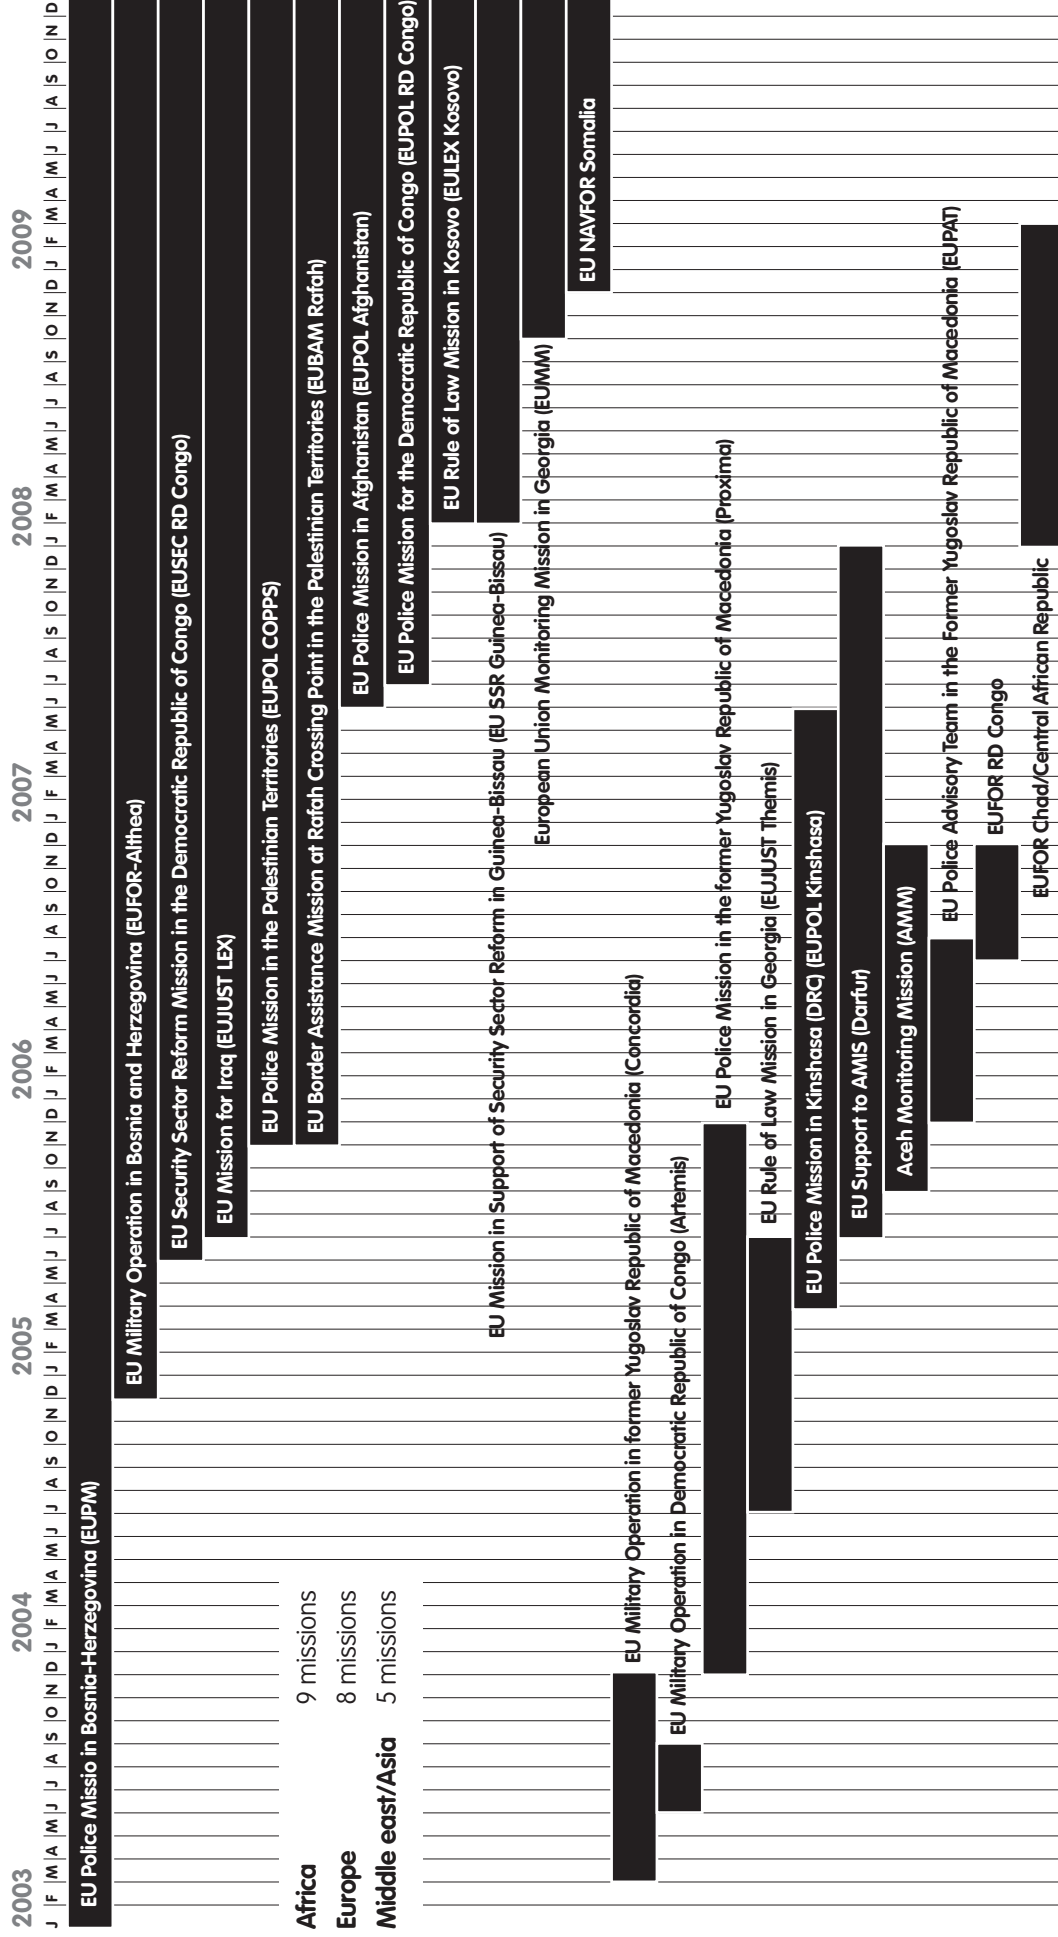 2003 2004 2005 2006 2007 2008 2009
J F M A M J J A S O N D J F M A M J J A S O N D J F M A M J J A S O N D J F M A M J J A S O N D J F M A M J J A S O N D J F M A M J J A S O N D J F M A M J J A S O N D
EU Police Missio in Bosnia-Herzegovina (EUPM)
EU Military Operation in Bosnia and Herzegovina (EUFOR-Althea)
EU Security Sector Reform Mission in the Democratic Republic of Congo (EUSEC RD Congo)
EU Mission for Iraq (EUJUST LEX)
EU Police Mission in the Palestinian Territories (EUPOL COPPS)
EU Border Assistance Mission at Rafah Crossing Point in the Palestinian Territories (EUBAM Rafah)
EU Police Mission in Afghanistan (EUPOL Afghanistan)
EU Police Mission for the Democratic Republic of Congo (EUPOL RD Congo)
EU Rule of Law Mission in Kosovo (EULEX Kosovo)
EU Mission in Support of Security Sector Reform in Guinea-Bissau (EU SSR Guinea-Bissau)
European Union Monitoring Mission in Georgia (EUMM)
EU NAVFOR Somalia
Africa 9 missions
Europe 8 missions
Middle east/Asia 5 missions
EU Military Operation in former Yugoslav Republic of Macedonia (Concordia)
EU Military Operation in Democratic Republic of Congo (Artemis)
EU Police Mission in the former Yugoslav Republic of Macedonia (Proxima)
EU Rule of Law Mission in Georgia (EUJUST Themis)
EU Police Mission in Kinshasa (DRC) (EUPOL Kinshasa)
EU Support to AMIS (Darfur)
Aceh Monitoring Mission (AMM)
EU Police Advisory Team in the Former Yugoslav Republic of Macedonia (EUPAT)
EUFOR RD Congo
EUFOR Chad/Central African Republic